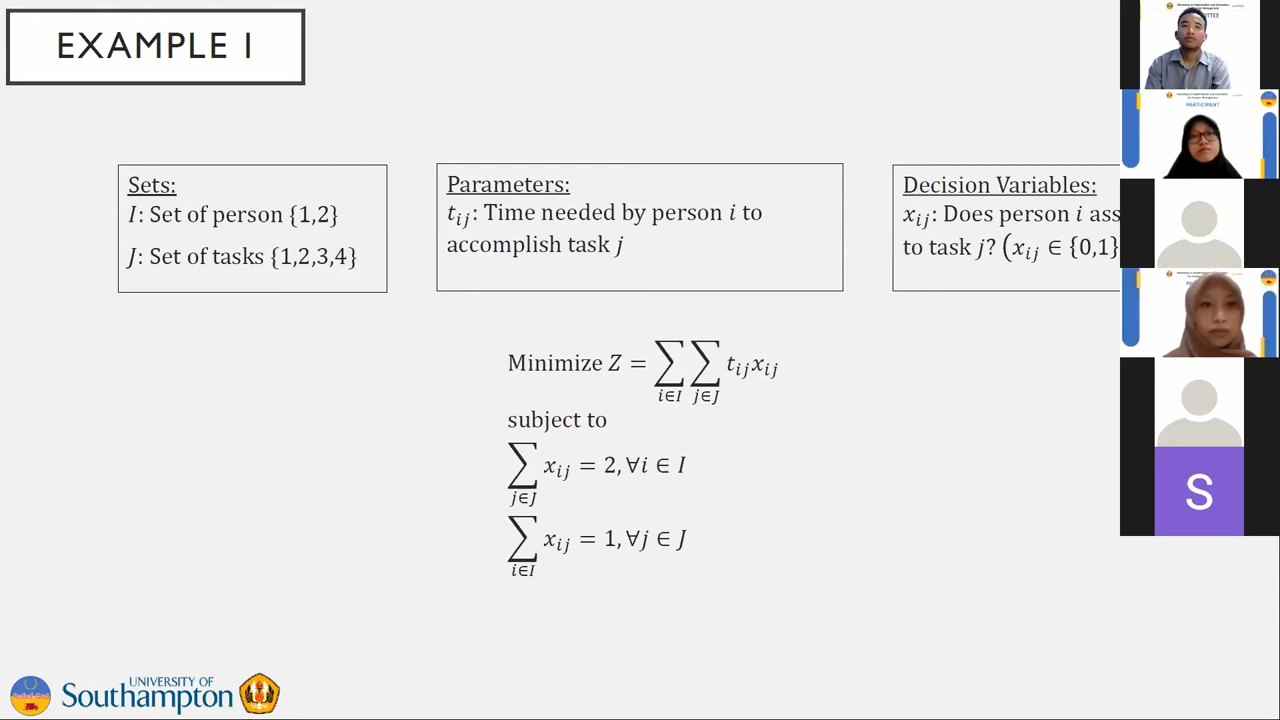 EXAMPLE I
Sets:
I: Set of person {1,2}
J: Set of tasks {1,2,3,4}
Parameters:
t_ij: Time needed by person i to
accomplish task j
Decision Variables:
x_ij: Does person i ass
to task j? (x_ij ∈ {0,1}
Minimize Z = ∑_{i∈I} ∑_{j∈J} t_ij x_ij
subject to
∑_{j∈J} x_ij = 2, ∀i ∈ I
∑_{i∈I} x_ij = 1, ∀j ∈ J
UNIVERSITY OF
Southampton
PARTICIPANT
S